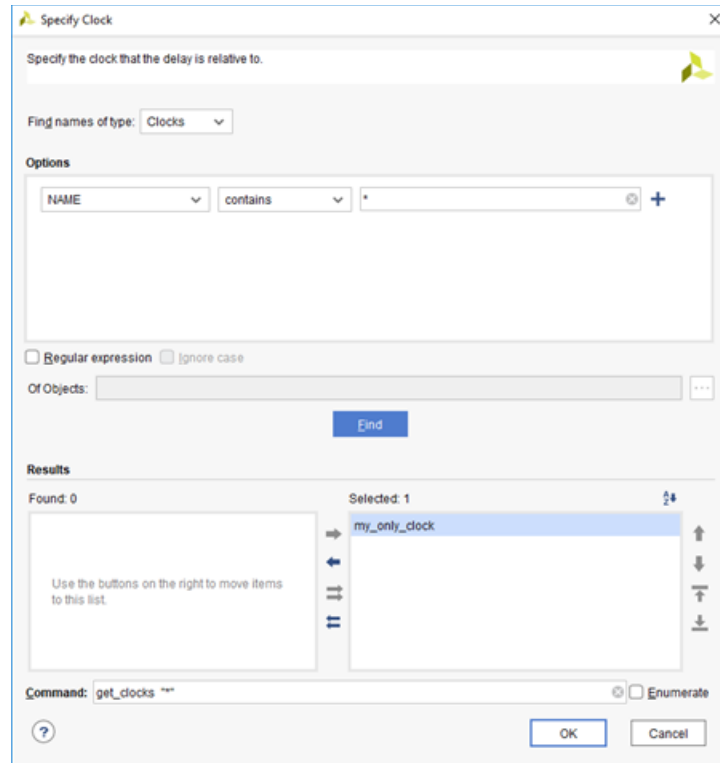 Specify Clock
Specify the clock that the delay is relative to.
Find names of type: Clocks
Options
NAME contains *
Regular expression Ignore case
Of Objects: ...
Find
Results
Found: 0 Selected: 1
my_only_clock
Use the buttons on the right to move items
to this list.
Command: get_clocks "*" Enumerate
? OK Cancel